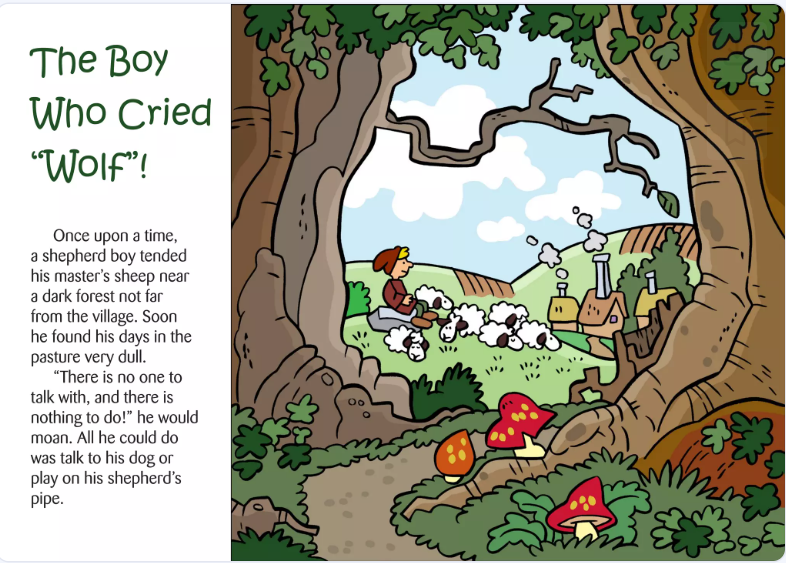 The Boy
Who Cried
“Wolf”!
Once upon a time,
a shepherd boy tended
his master’s sheep near
a dark forest not far
from the village. Soon
he found his days in the
pasture very dull.
“There is no one to
talk with, and there is
nothing to do!” he would
moan. All he could do
was talk to his dog or
play on his shepherd’s
pipe.